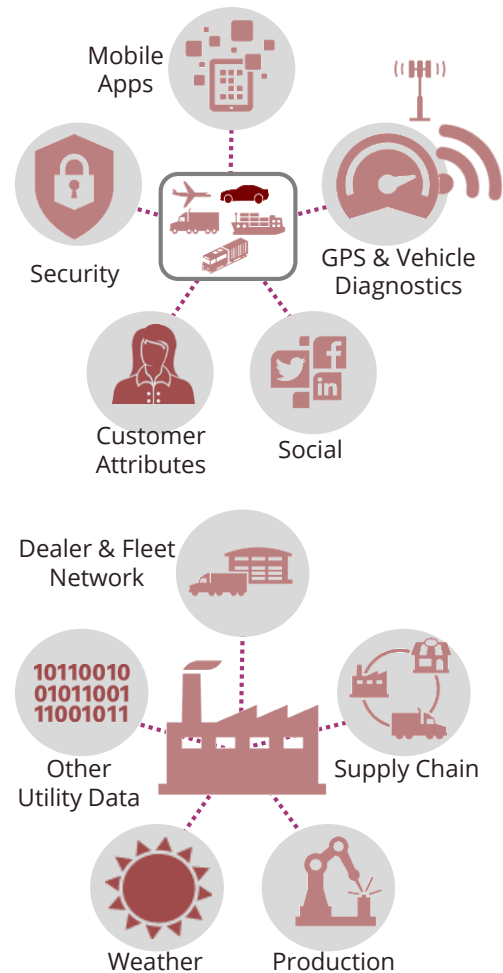 Mobile
Apps
Security
GPS & Vehicle
Diagnostics
Customer
Attributes
in
Social
Dealer & Fleet
Network
10110010
01011001
11001011
Other
Utility Data
Supply Chain
Weather
Production